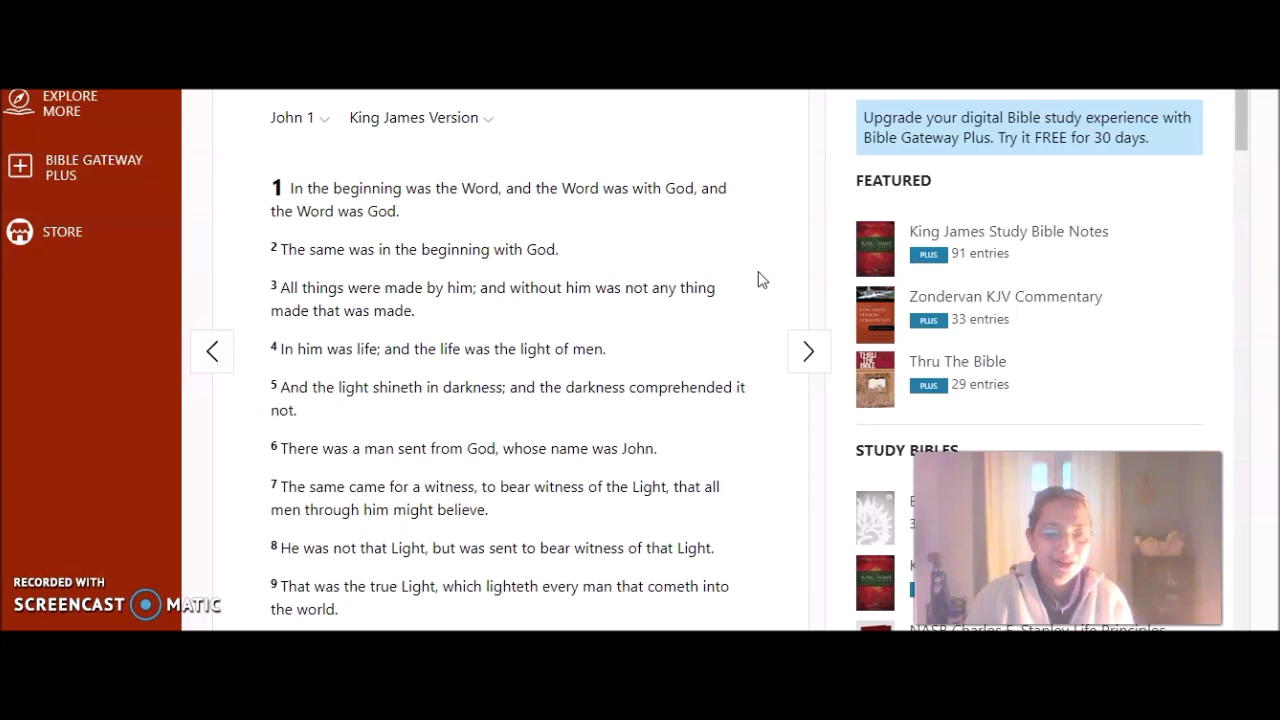 EXPLORE
MORE
BIBLE GATEWAY
PLUS
STORE
RECORDED WITH
SCREENCAST MATIC
John 1 King James Version
1 In the beginning was the Word, and the Word was with God, and
the Word was God.
2 The same was in the beginning with God.
3 All things were made by him; and without him was not any thing
made that was made.
4 In him was life; and the life was the light of men.
5 And the light shineth in darkness; and the darkness comprehended it
not.
6 There was a man sent from God, whose name was John.
7 The same came for a witness, to bear witness of the Light, that all
men through him might believe.
8 He was not that Light, but was sent to bear witness of that Light.
9 That was the true Light, which lighteth every man that cometh into
the world.
Upgrade your digital Bible study experience with
Bible Gateway Plus. Try it FREE for 30 days.
FEATURED
King James Study Bible Notes
PLUS 91 entries
Zondervan KJV Commentary
PLUS 33 entries
Thru The Bible
PLUS 29 entries
STUDY BIBLES